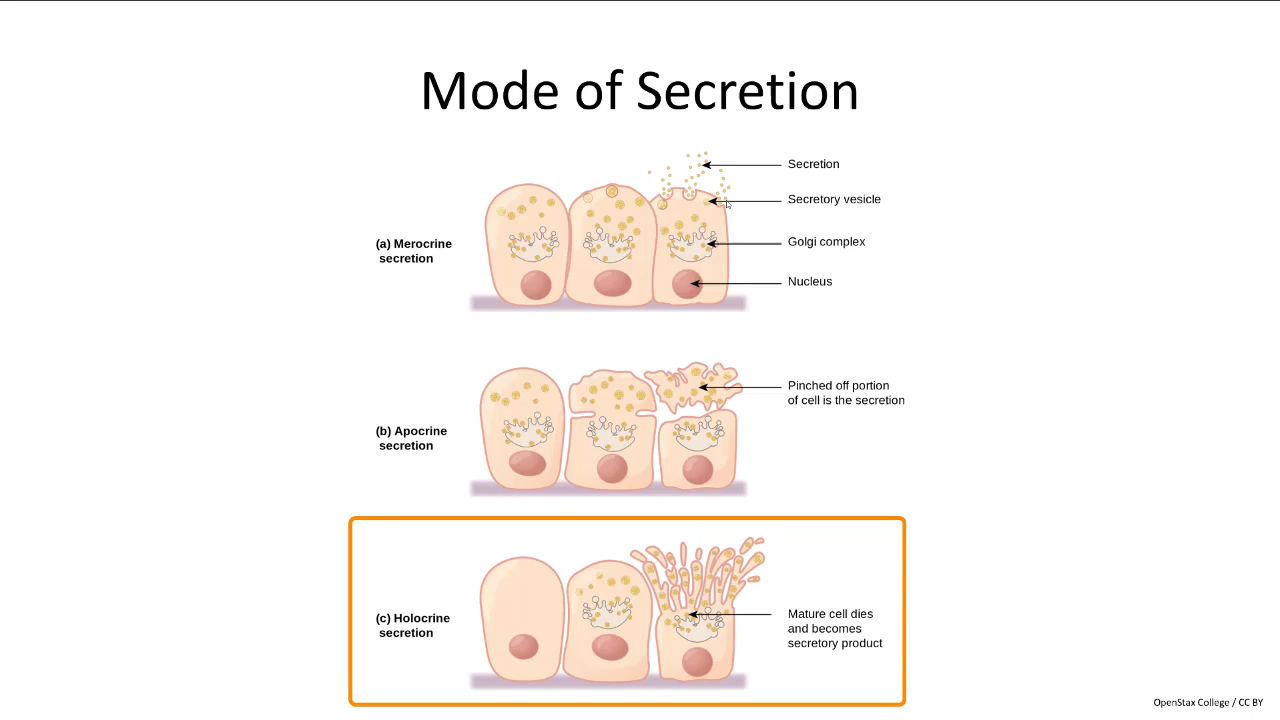 Mode of Secretion
Secretion
Secretory vesicle
(a) Merocrine
secretion
Golgi complex
Nucleus
Pinched off portion
of cell is the secretion
(b) Apocrine
secretion
(c) Holocrine
secretion
Mature cell dies
and becomes
secretory product
OpenStax College / CC BY